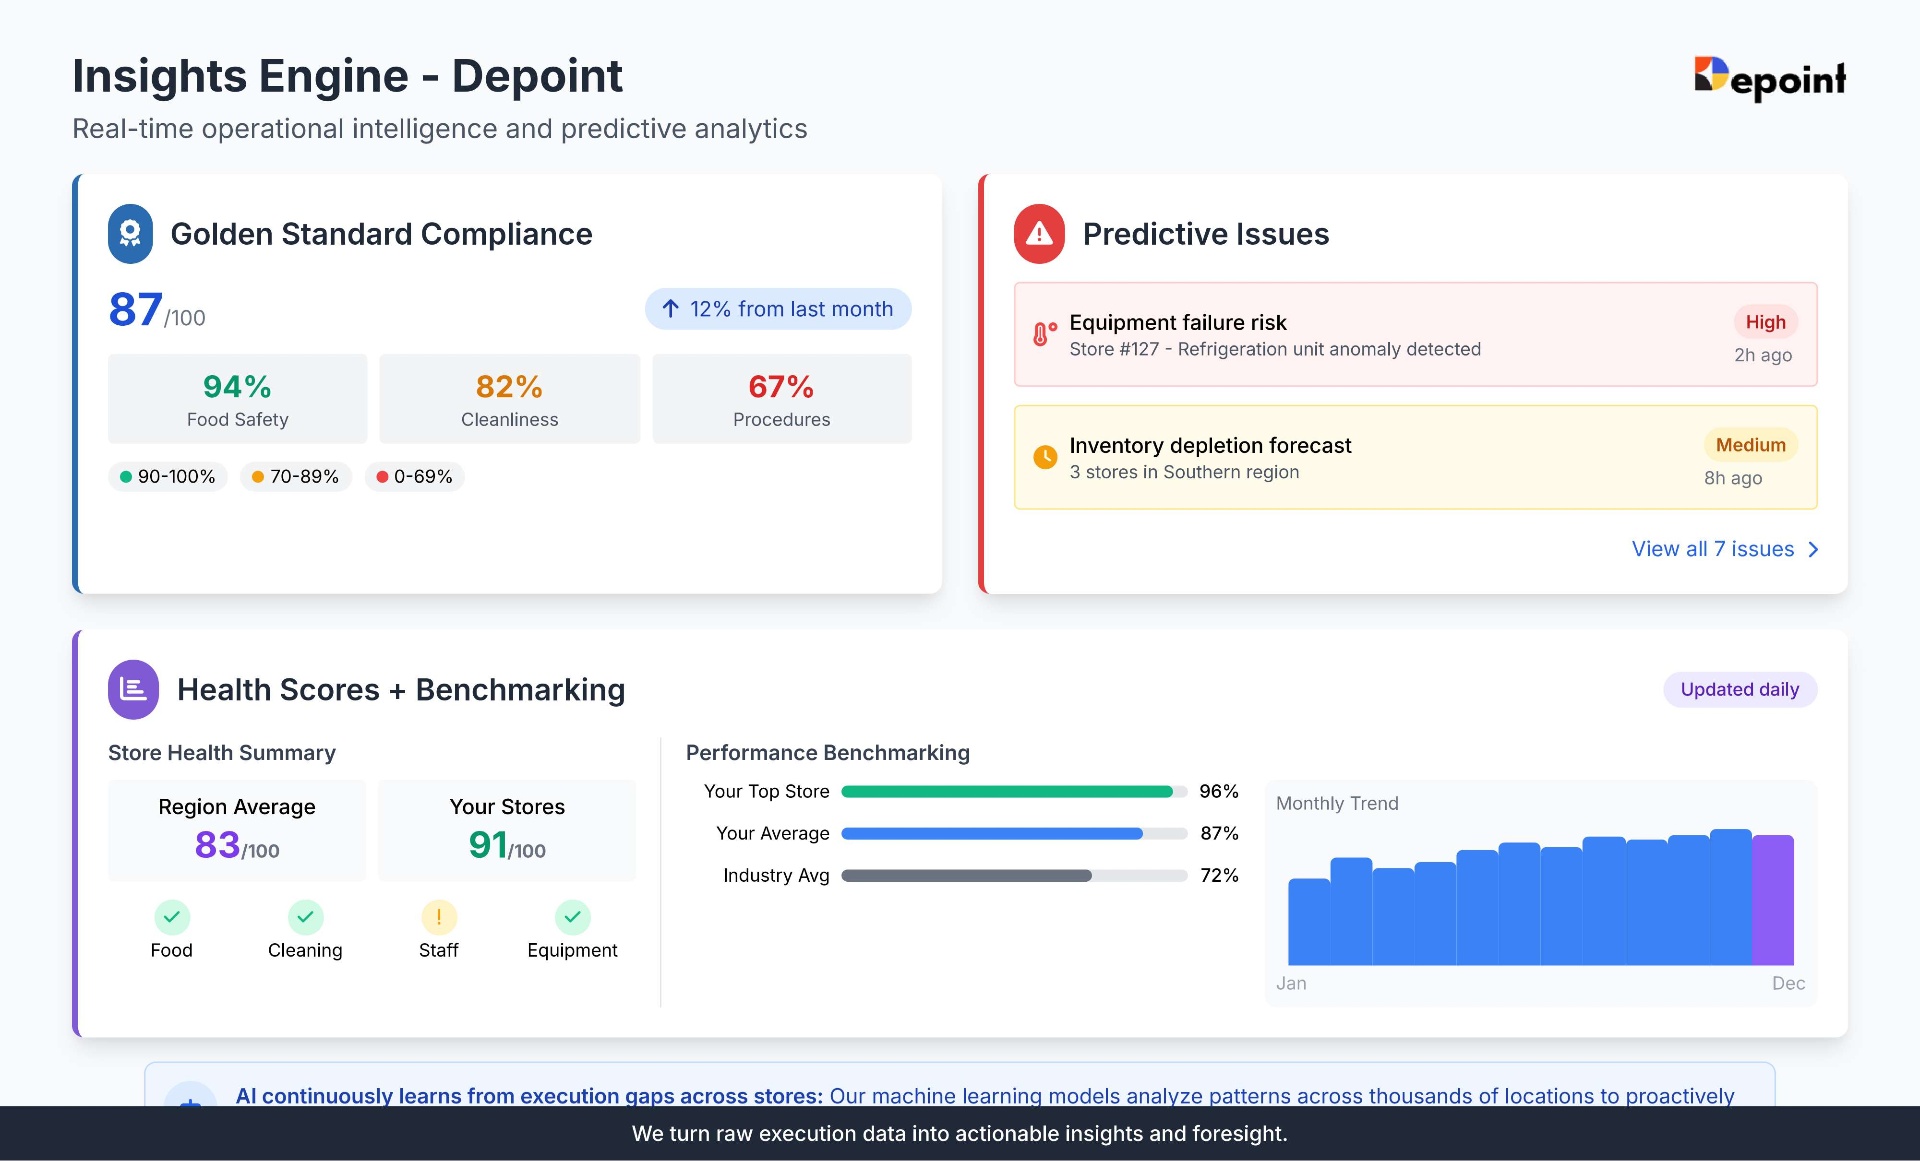 Insights Engine - Depoint
Depoint
Real-time operational intelligence and predictive analytics
Golden Standard Compliance
87/100
12% from last month
94%
Food Safety
82%
Cleanliness
67%
Procedures
90-100%
70-89%
0-69%
Predictive Issues
Equipment failure risk
Store #127 - Refrigeration unit anomaly detected
High
2h ago
Inventory depletion forecast
3 stores in Southern region
Medium
8h ago
View all 7 issues
Health Scores + Benchmarking
Updated daily
Store Health Summary
Region Average
83/100
Your Stores
91/100
Food
Cleaning
Staff
Equipment
Performance Benchmarking
Your Top Store 96%
Your Average 87%
Industry Avg 72%
Monthly Trend
Jan
Dec
AI continuously learns from execution gaps across stores: Our machine learning models analyze patterns across thousands of locations to proactively
We turn raw execution data into actionable insights and foresight.